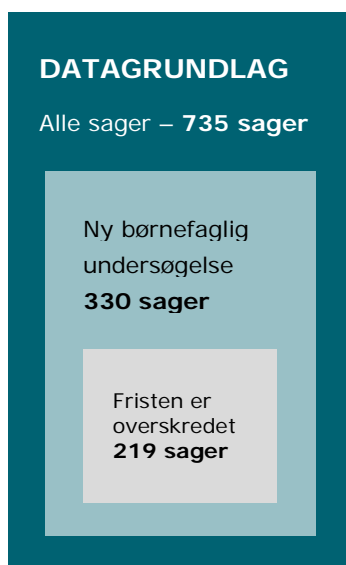 DATAGRUNDLAG
Alle sager – 735 sager
Ny børnefaglig
undersøgelse
330 sager
Fristen er
overskredet
219 sager